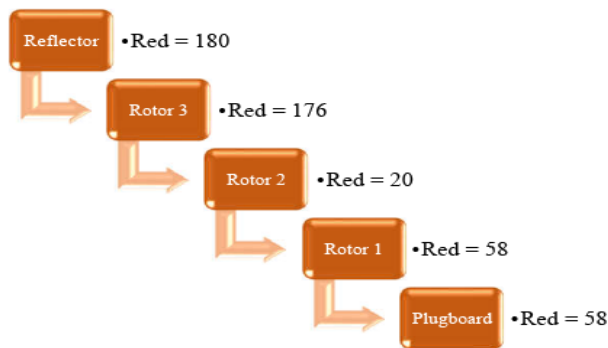 Reflector •Red = 180
Rotor 3 •Red = 176
Rotor 2 •Red = 20
Rotor 1 •Red = 58
Plugboard •Red = 58